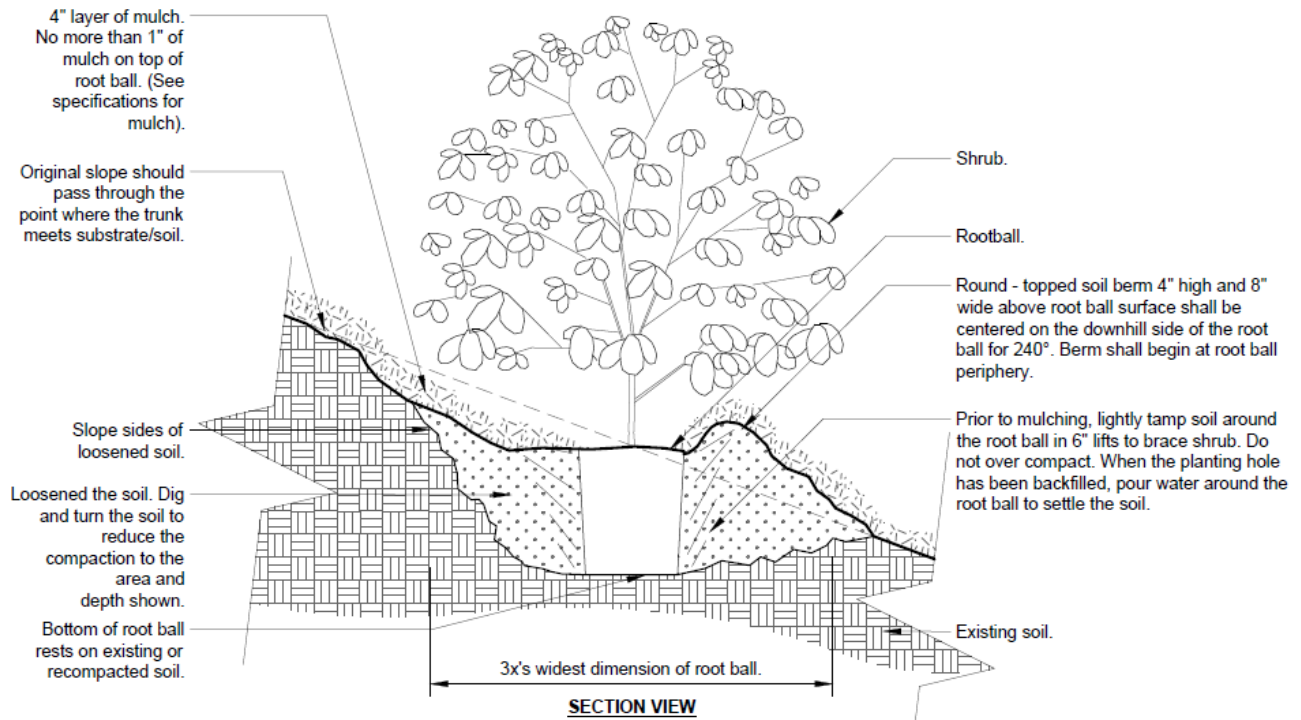 4" layer of mulch.
No more than 1" of
mulch on top of
root ball. (See
specifications for
mulch).
Original slope should
pass through the
point where the trunk
meets substrate/soil.
Slope sides of
loosened soil.
Loosened the soil. Dig
and turn the soil to
reduce the
compaction to the
area and
depth shown.
Bottom of root ball
rests on existing or
recompacted soil.
Shrub.
Rootball.
Round - topped soil berm 4" high and 8"
wide above root ball surface shall be
centered on the downhill side of the root
ball for 240°. Berm shall begin at root ball
periphery.
Prior to mulching, lightly tamp soil around
the root ball in 6" lifts to brace shrub. Do
not over compact. When the planting hole
has been backfilled, pour water around the
root ball to settle the soil.
Existing soil.
3x's widest dimension of root ball.
SECTION VIEW